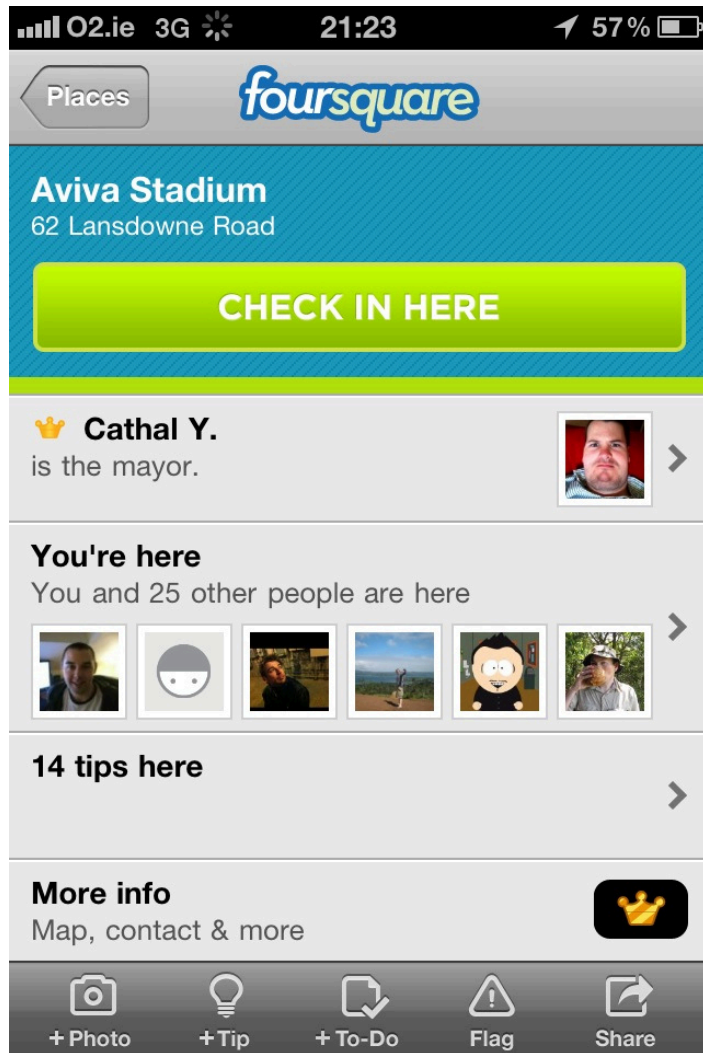 O2.ie 3G 21:23 57%
Places foursquare
Aviva Stadium
62 Lansdowne Road
CHECK IN HERE
Cathal Y.
is the mayor.
You're here
You and 25 other people are here
14 tips here
More info
Map, contact & more
+Photo +Tip +To-Do Flag Share